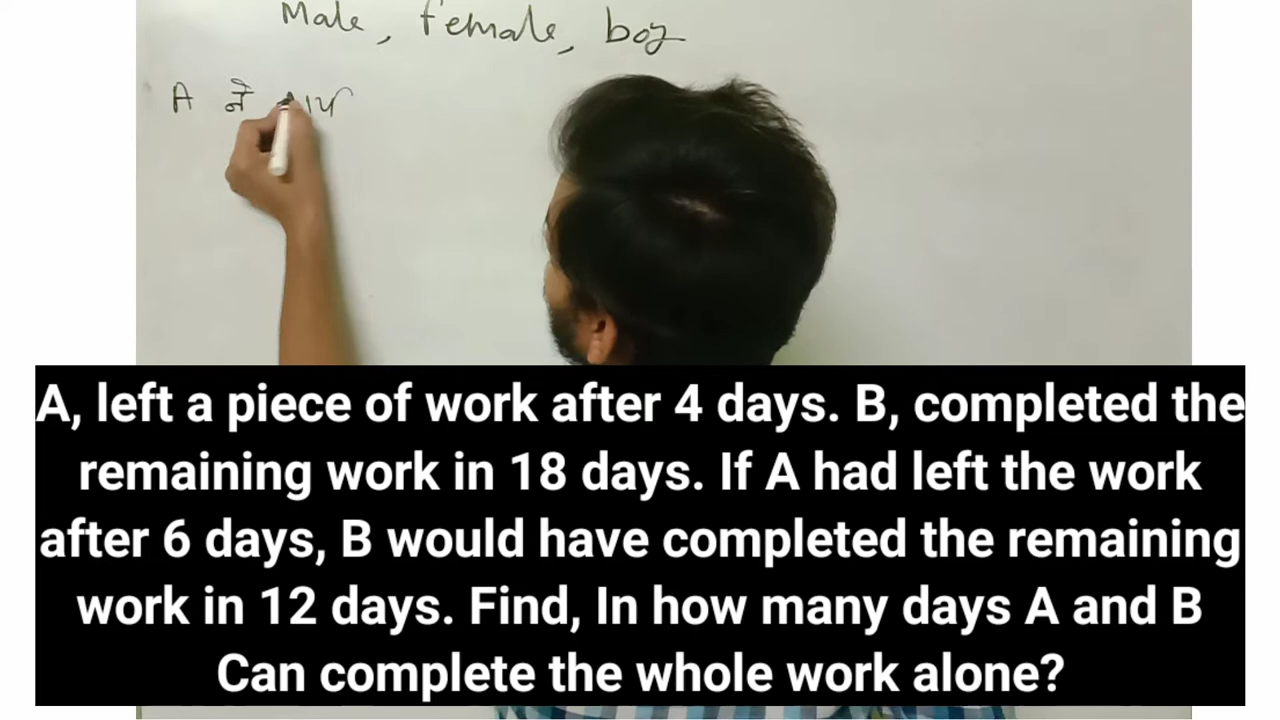 Male, female, boy
A ने
A, left a piece of work after 4 days. B, completed the
remaining work in 18 days. If A had left the work
after 6 days, B would have completed the remaining
work in 12 days. Find, In how many days A and B
Can complete the whole work alone?